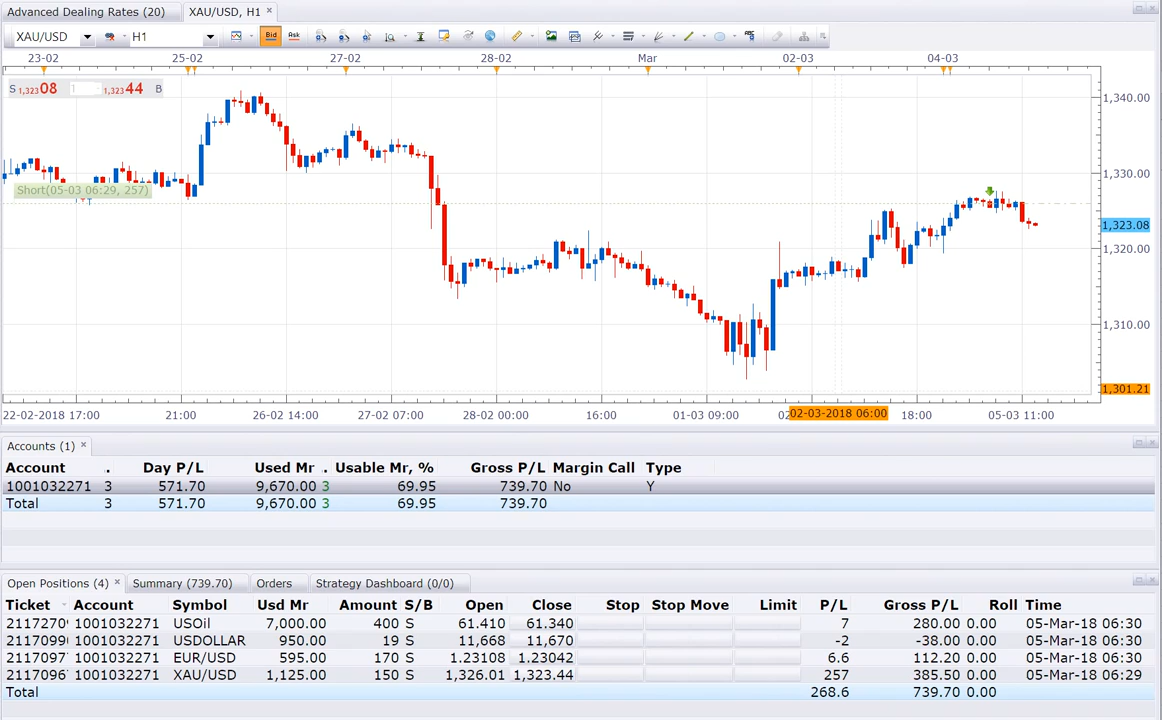 Advanced Dealing Rates (20) XAU/USD, H1
XAU/USD H1 Bid Ask
23-02 25-02 27-02 28-02 Mar 02-03 04-03
S 1,32308 1 1,32344 B
1,340.00
1,330.00
Short(05-03 06:29, 257)
1,323.08
1,320.00
1,310.00
1,301.21
22-02-2018 17:00 21:00 26-02 14:00 27-02 07:00 28-02 00:00 16:00 01-03 09:00 02-03-2018 06:00 18:00 05-03 11:00
Accounts (1)
Account . Day P/L Used Mr . Usable Mr, % Gross P/L Margin Call Type
1001032271 3 571.70 9,670.00 3 69.95 739.70 No Y
Total 3 571.70 9,670.00 3 69.95 739.70
Open Positions (4) Summary (739.70) Orders Strategy Dashboard (0/0)
Ticket Account Symbol Usd Mr Amount S/B Open Close Stop Stop Move Limit P/L Gross P/L Roll Time
1001032271 USOil 7,000.00 400 S 61.410 61.340 7 280.00 0.00 05-Mar-18 06:30
1001032271 USDOLLAR 950.00 19 S 11,668 11,670 -2 -38.00 0.00 05-Mar-18 06:30
1001032271 EUR/USD 595.00 170 S 1.23108 1.23042 6.6 112.20 0.00 05-Mar-18 06:30
1001032271 XAU/USD 1,125.00 150 S 1,326.01 1,323.44 257 385.50 0.00 05-Mar-18 06:29
Total 268.6 739.70 0.00